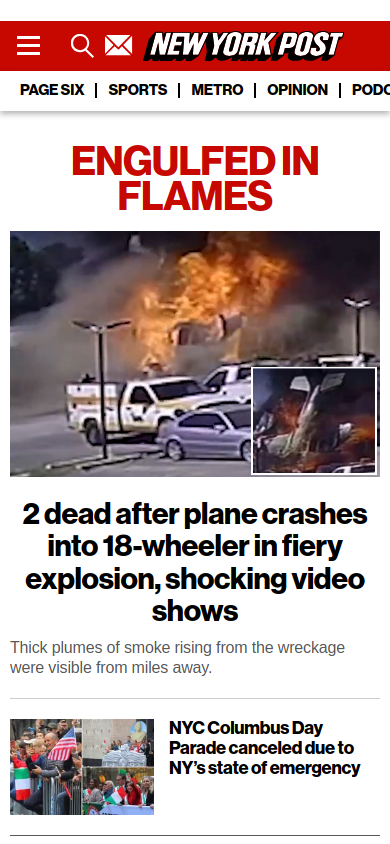 NEW YORK POST
PAGE SIX
SPORTS
METRO
OPINION
PODC
ENGULFED IN
FLAMES
2 dead after plane crashes
into 18-wheeler in fiery
explosion, shocking video
shows
Thick plumes of smoke rising from the wreckage
were visible from miles away.
NYC Columbus Day
Parade canceled due to
NY’s state of emergency